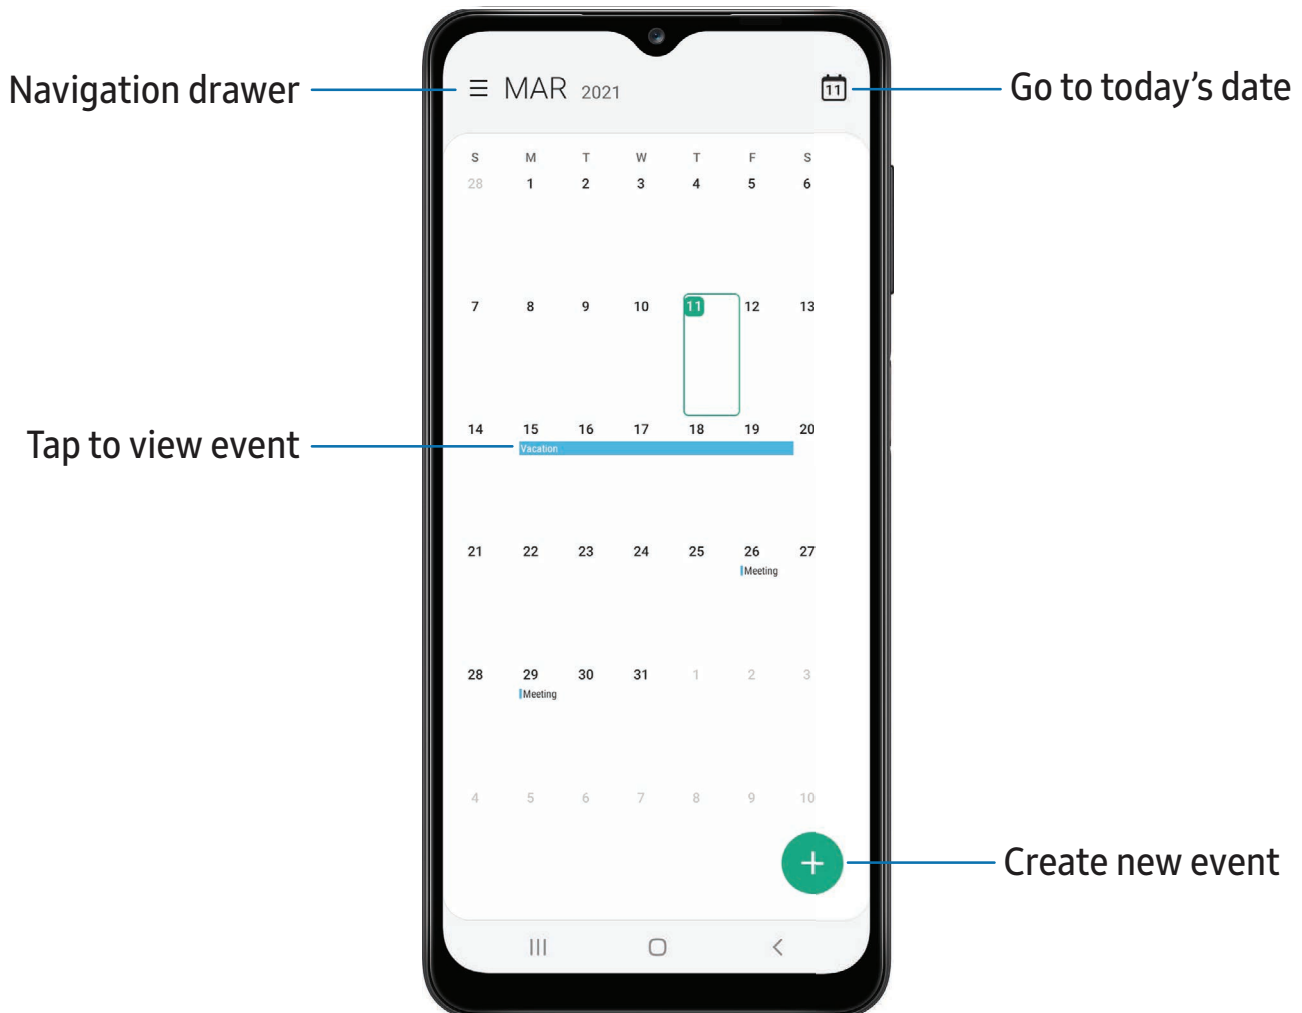 Navigation drawer
MAR 2021
11
Go to today's date
S M T W T F S
28 1 2 3 4 5 6
7 8 9 10 11 12 13
Tap to view event
14 15 16 17 18 19 20
Vacation
21 22 23 24 25 26 27
Meeting
28 29 30 31 1 2 3
Meeting
4 5 6 7 8 9 10
Create new event